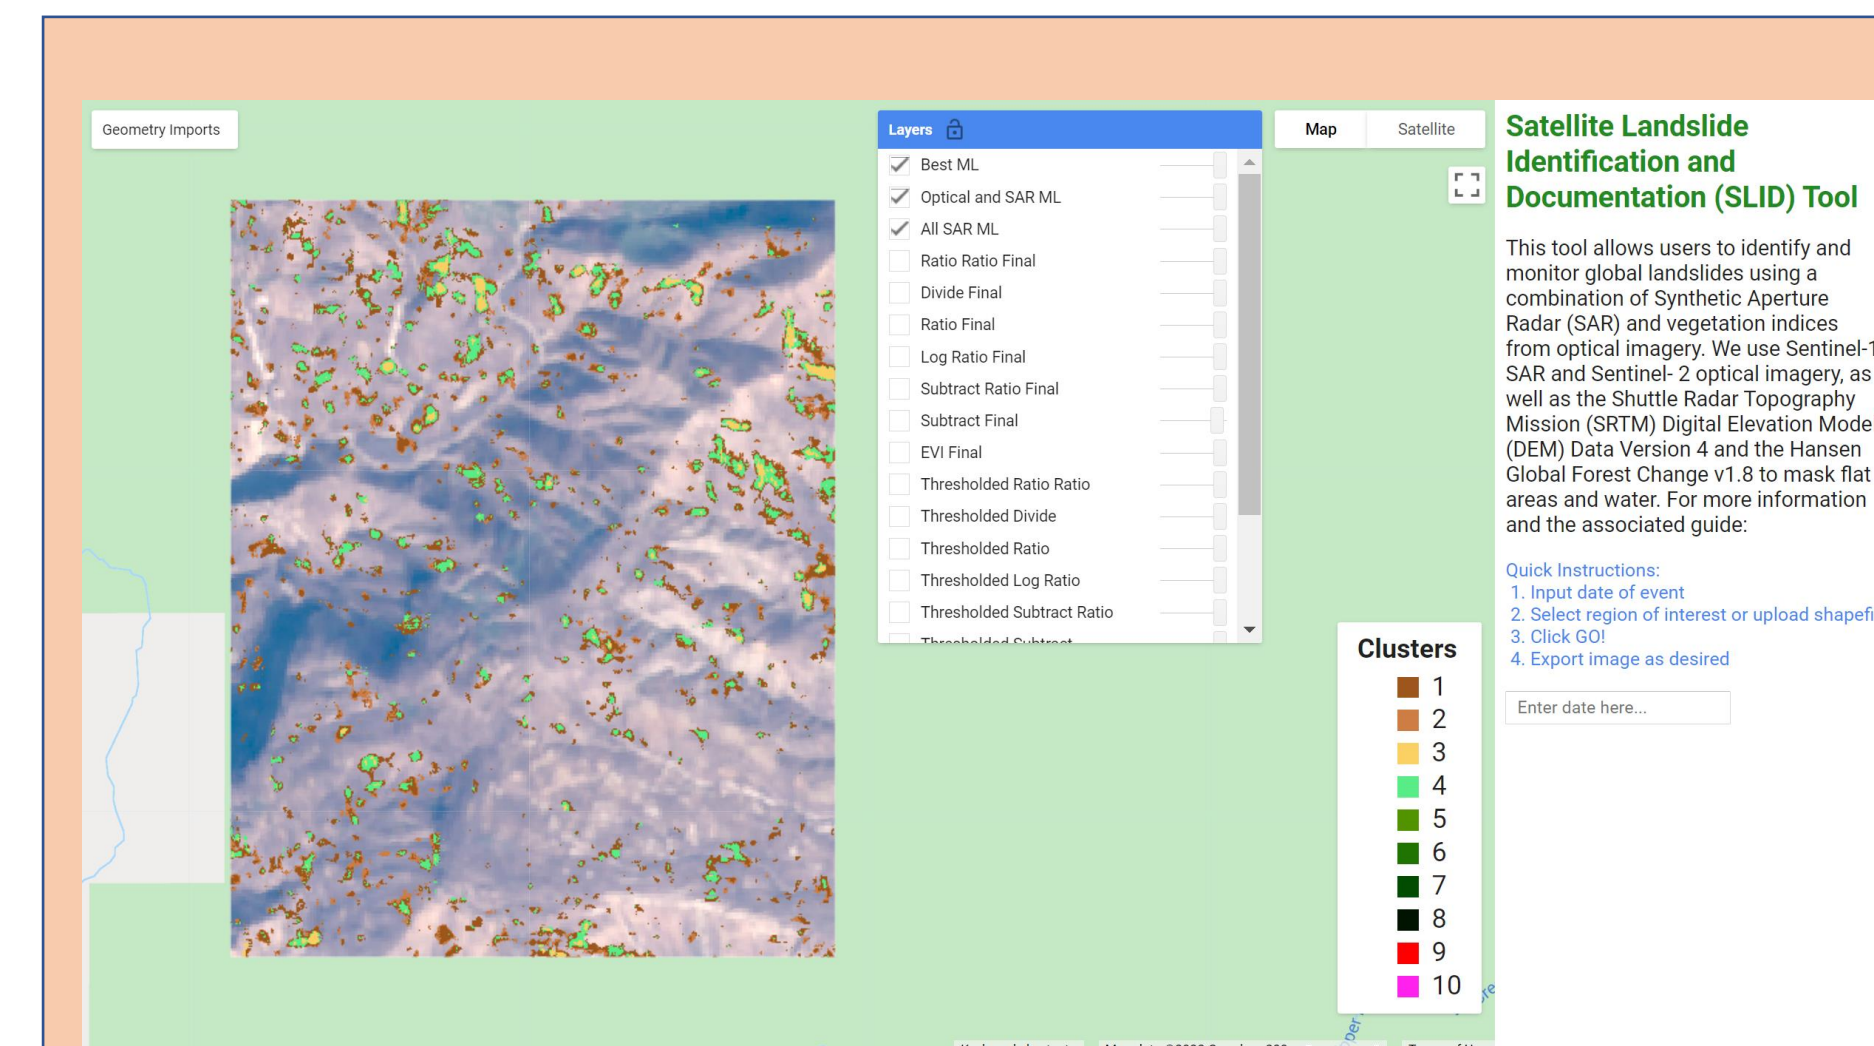 Geometry Imports
Layers
Best ML
Optical and SAR ML
All SAR ML
Ratio Ratio Final
Divide Final
Ratio Final
Log Ratio Final
Subtract Ratio Final
Subtract Final
EVI Final
Thresholded Ratio Ratio
Thresholded Divide
Thresholded Ratio
Thresholded Log Ratio
Thresholded Subtract Ratio
Thresholded Subtract
Map
Satellite
Clusters
1
2
3
4
5
6
7
8
9
10
Satellite Landslide
Identification and
Documentation (SLID) Tool
This tool allows users to identify and
monitor global landslides using a
combination of Synthetic Aperture
Radar (SAR) and vegetation indices
from optical imagery. We use Sentinel-1
SAR and Sentinel- 2 optical imagery, as
well as the Shuttle Radar Topography
Mission (SRTM) Digital Elevation Mode
(DEM) Data Version 4 and the Hansen
Global Forest Change v1.8 to mask flat
areas and water. For more information
and the associated guide:
Quick Instructions:
1. Input date of event
2. Select region of interest or upload shapefi
3. Click GO!
4. Export image as desired
Enter date here...